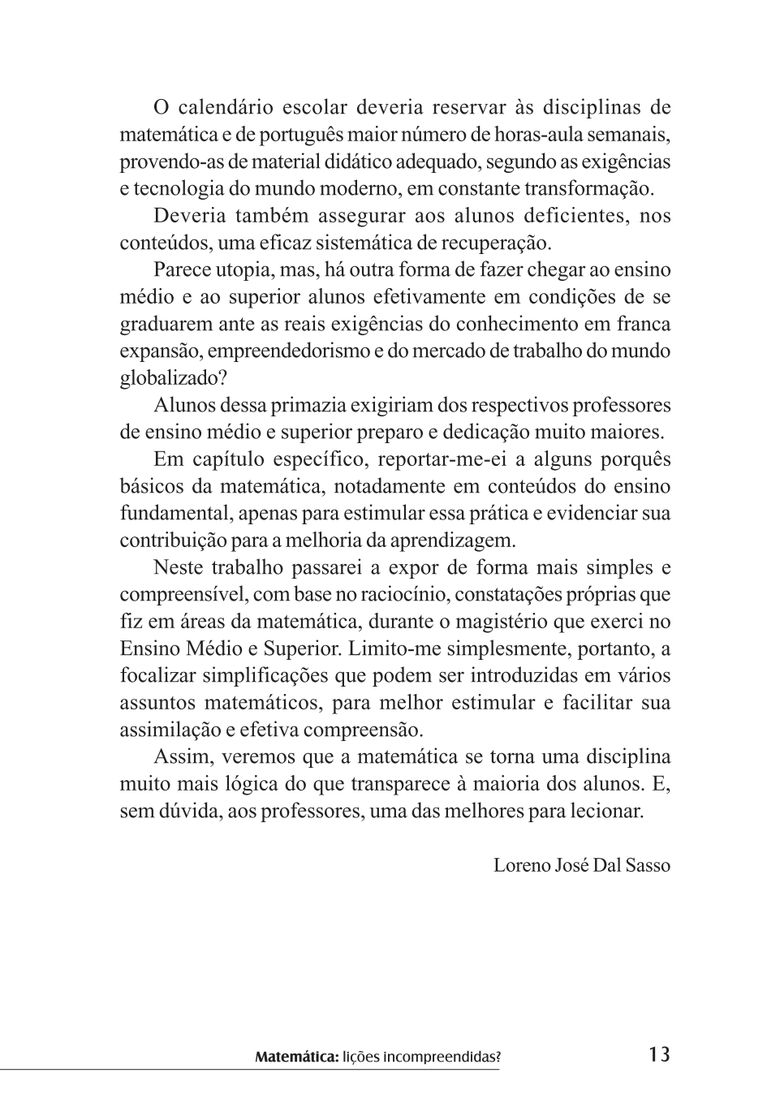 O calendário escolar deveria reservar às disciplinas de
matemática e de português maior número de horas-aula semanais,
provendo-as de material didático adequado, segundo as exigências
e tecnologia do mundo moderno, em constante transformação.
Deveria também assegurar aos alunos deficientes, nos
conteúdos, uma eficaz sistemática de recuperação.
Parece utopia, mas, há outra forma de fazer chegar ao ensino
médio e ao superior alunos efetivamente em condições de se
graduarem ante as reais exigências do conhecimento em franca
expansão, empreendedorismo e do mercado de trabalho do mundo
globalizado?
Alunos dessa primazia exigiriam dos respectivos professores
de ensino médio e superior preparo e dedicação muito maiores.
Em capítulo específico, reportar-me-ei a alguns porquês
básicos da matemática, notadamente em conteúdos do ensino
fundamental, apenas para estimular essa prática e evidenciar sua
contribuição para a melhoria da aprendizagem.
Neste trabalho passarei a expor de forma mais simples e
compreensível, com base no raciocínio, constatações próprias que
fiz em áreas da matemática, durante o magistério que exerci no
Ensino Médio e Superior. Limito-me simplesmente, portanto, a
focalizar simplificações que podem ser introduzidas em vários
assuntos matemáticos, para melhor estimular e facilitar sua
assimilação e efetiva compreensão.
Assim, veremos que a matemática se torna uma disciplina
muito mais lógica do que transparece à maioria dos alunos. E,
sem dúvida, aos professores, uma das melhores para lecionar.
Loreno José Dal Sasso
Matemática: lições incompreendidas? 13